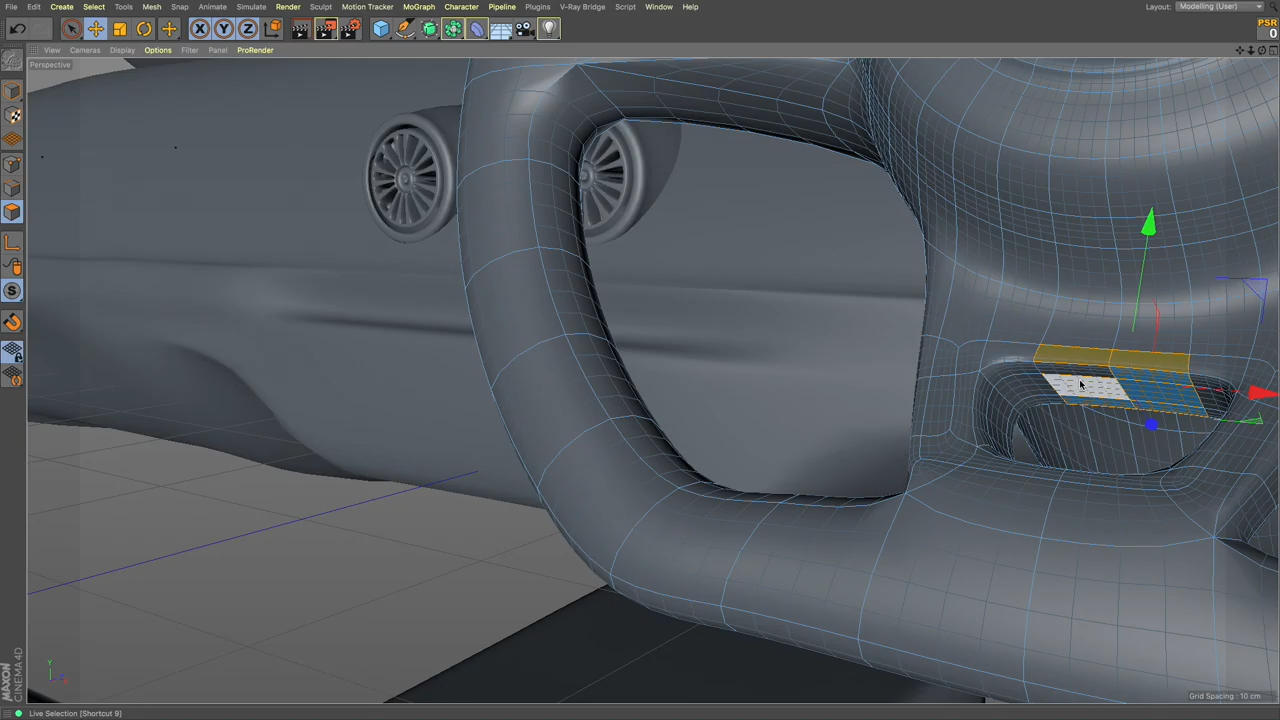 File Edit Create Select Tools Mesh Snap Animate Simulate Render Sculpt Motion Tracker MoGraph Character Pipeline Plugins V-Ray Bridge Script Window Help Layout: Modelling (User)
X Y Z PSR
0
View Cameras Display Options Filter Panel ProRender
Perspective
S
Y
Z
X
MAXON
CINEMA 4D
Grid Spacing : 10 cm
Live Selection [Shortcut 9]